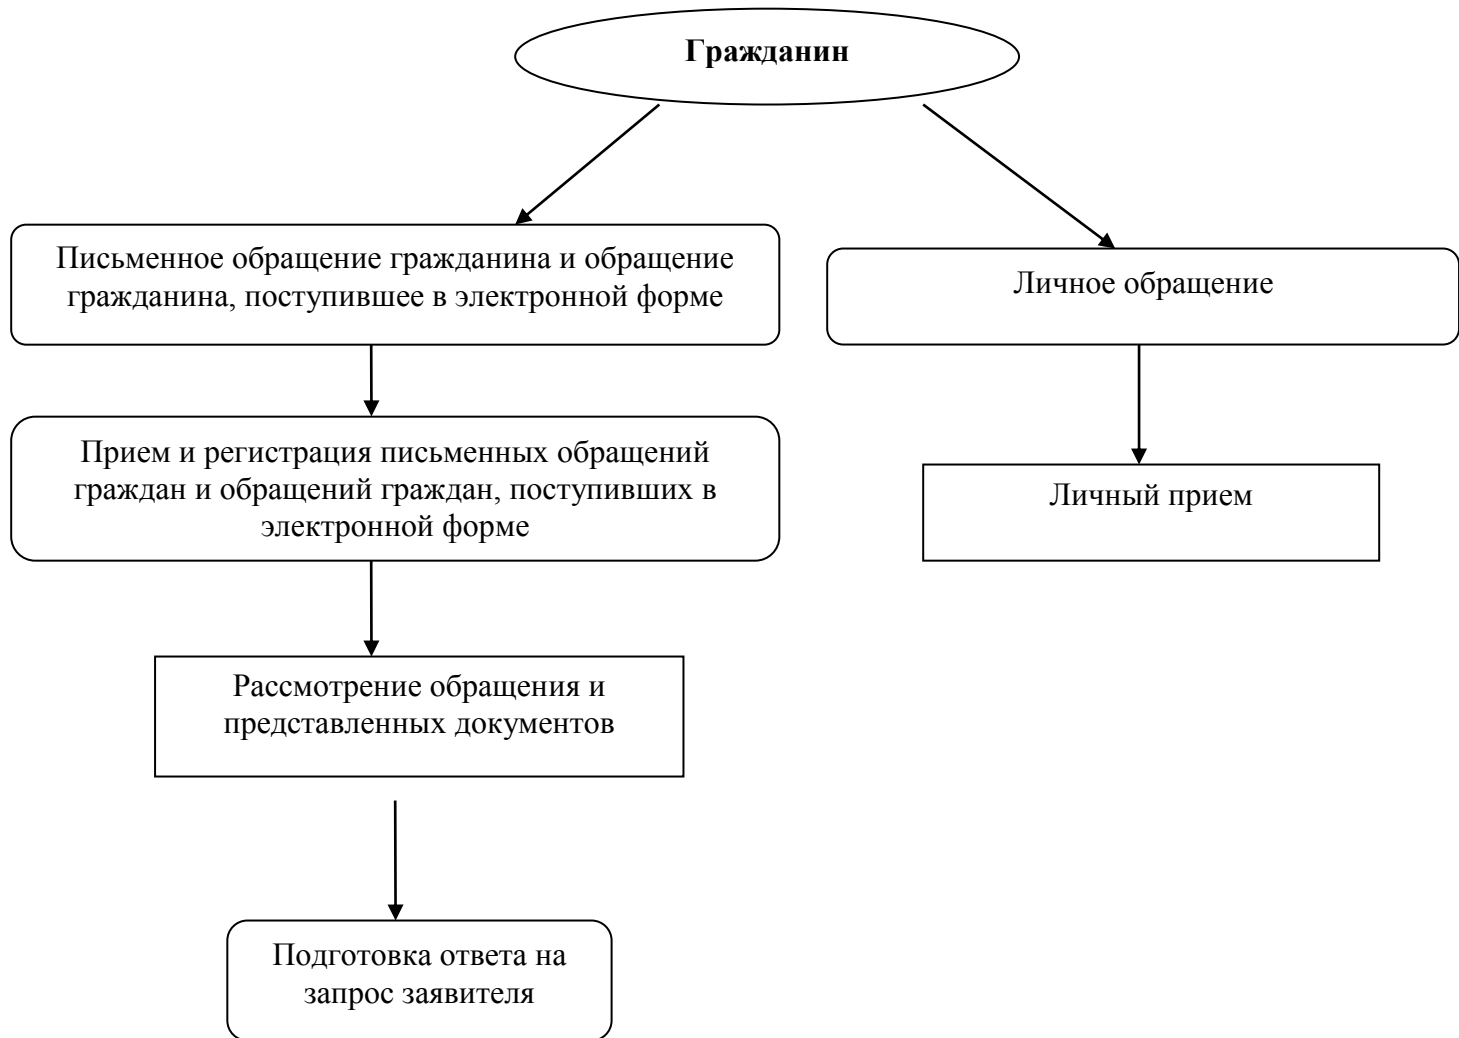 Гражданин
Письменное обращение гражданина и обращение
гражданина, поступившее в электронной форме
Личное обращение
Прием и регистрация письменных обращений
граждан и обращений граждан, поступивших в
электронной форме
Личный прием
Рассмотрение обращения и
представленных документов
Подготовка ответа на
запрос заявителя